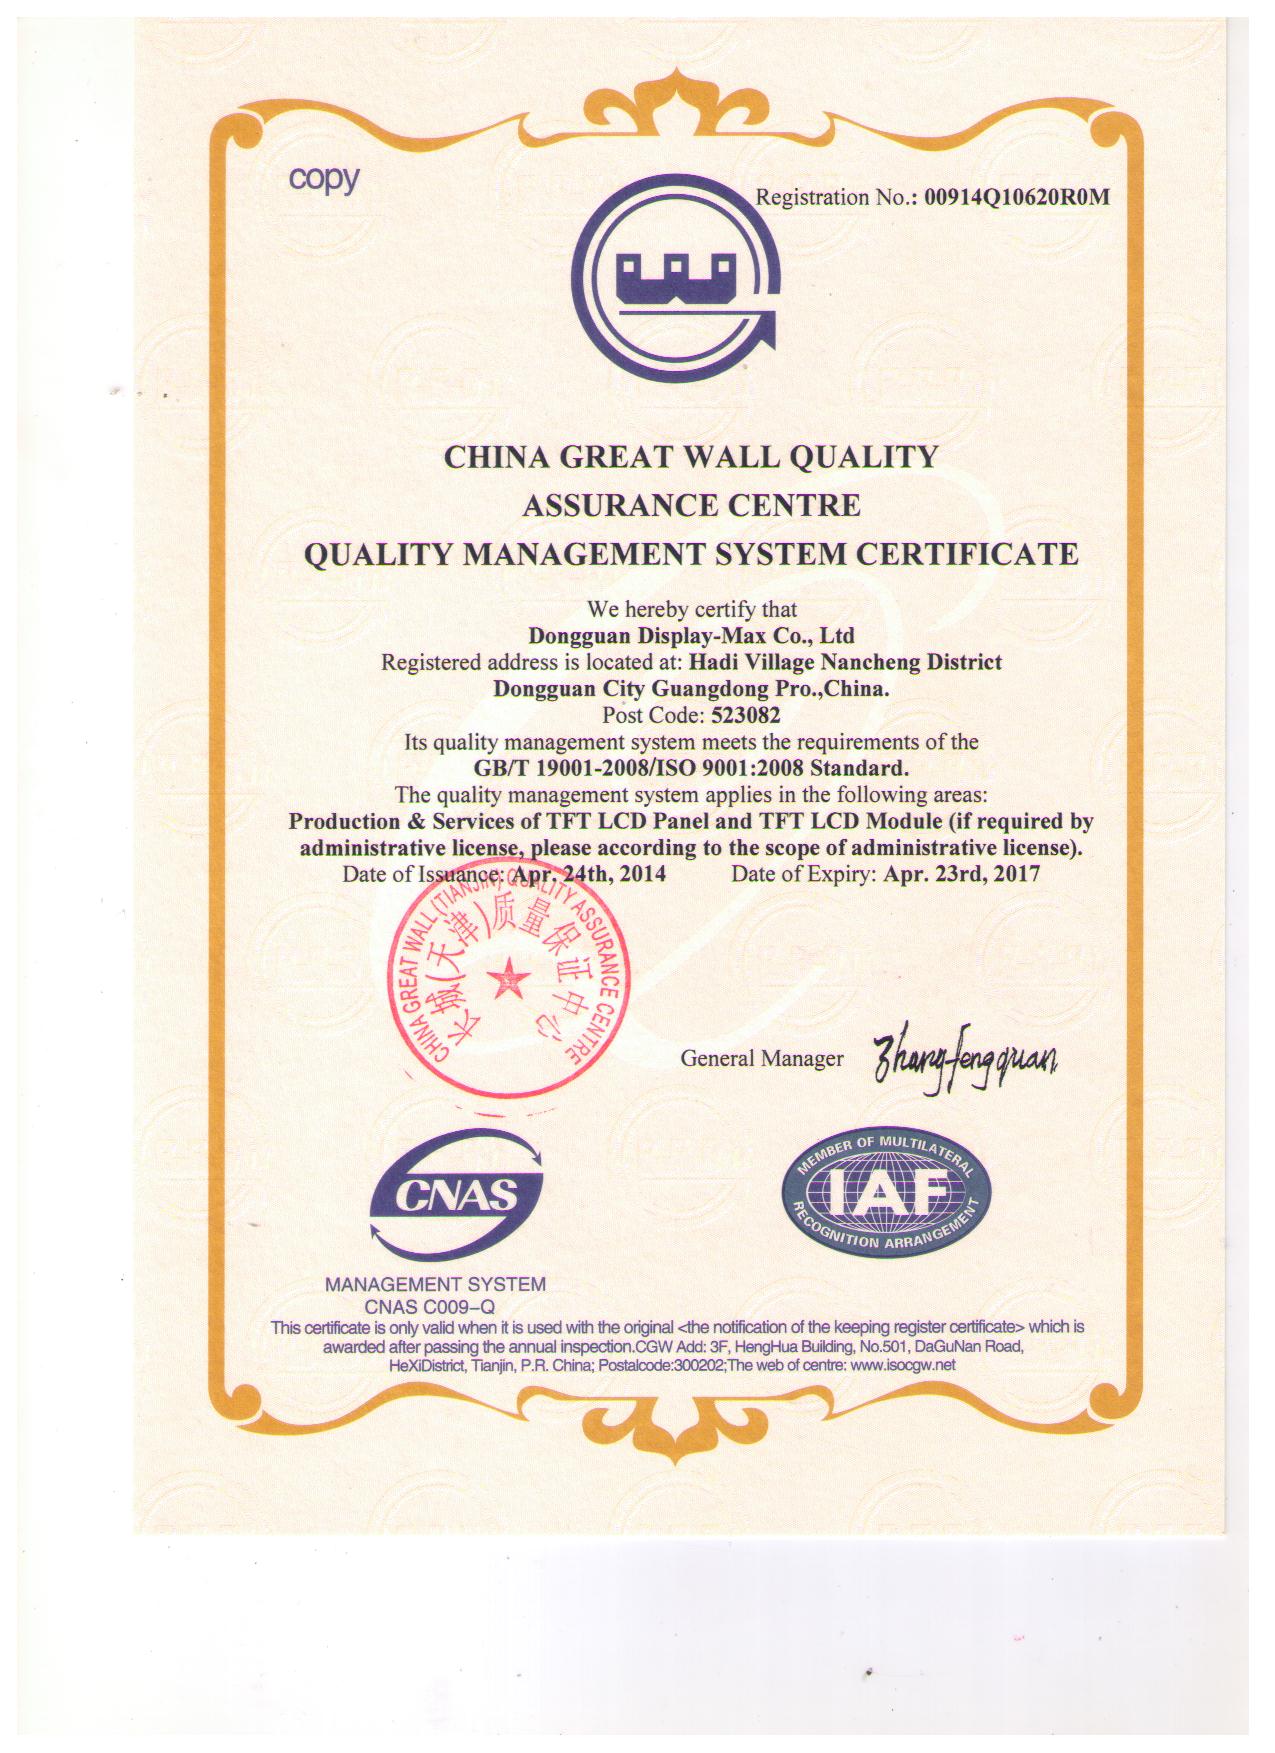 copy
Registration No.: 00914Q10620R0M
CHINA GREAT WALL QUALITY
ASSURANCE CENTRE
QUALITY MANAGEMENT SYSTEM CERTIFICATE
We hereby certify that
Dongguan Display-Max Co., Ltd
Registered address is located at: Hadi Village Nancheng District
Dongguan City Guangdong Pro.,China.
Post Code: 523082
Its quality management system meets the requirements of the
GB/T 19001-2008/ISO 9001:2008 Standard.
The quality management system applies in the following areas:
Production & Services of TFT LCD Panel and TFT LCD Module (if required by
administrative license, please according to the scope of administrative license).
Date of Issuance: Apr. 24th, 2014 Date of Expiry: Apr. 23rd, 2017
CHINA GREAT WALL (TIANJIN) QUALITY ASSURANCE CENTRE
长城(天津)质量保证中心
General Manager Zhangfengquan
CNAS
MEMBER OF MULTILATERAL
IAF
RECOGNITION ARRANGEMENT
MANAGEMENT SYSTEM
CNAS C009-Q
This certificate is only valid when it is used with the original <the notification of the keeping register certificate> which is
awarded after passing the annual inspection.CGW Add: 3F, HengHua Building, No.501, DaGuNan Road,
HeXiDistrict, Tianjin, P.R. China; Postalcode:300202;The web of centre: www.isocgw.net